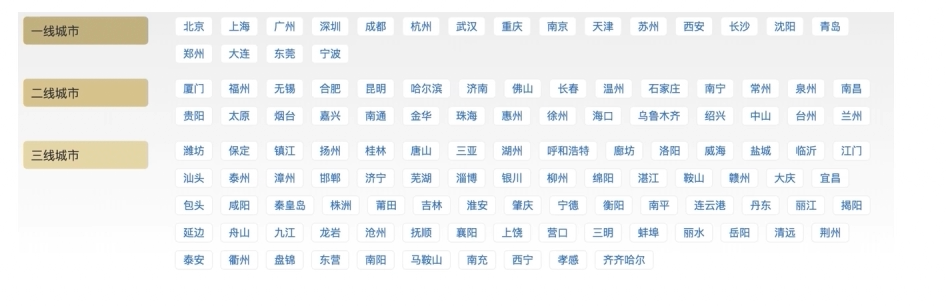 一线城市 北京 上海 广州 深圳 成都 杭州 武汉 重庆 南京 天津 苏州 西安 长沙 沈阳 青岛
郑州 大连 东莞 宁波
二线城市 厦门 福州 无锡 合肥 昆明 哈尔滨 济南 佛山 长春 温州 石家庄 南宁 常州 泉州 南昌
贵阳 太原 烟台 嘉兴 南通 金华 珠海 惠州 徐州 海口 乌鲁木齐 绍兴 中山 台州 兰州
三线城市 潍坊 保定 镇江 扬州 桂林 唐山 三亚 湖州 呼和浩特 廊坊 洛阳 威海 盐城 临沂 江门
汕头 泰州 漳州 邯郸 济宁 芜湖 淄博 银川 柳州 绵阳 湛江 鞍山 赣州 大庆 宜昌
包头 咸阳 秦皇岛 株洲 莆田 吉林 淮安 肇庆 宁德 衡阳 南平 连云港 丹东 丽江 揭阳
延边 舟山 九江 龙岩 沧州 抚顺 襄阳 上饶 营口 三明 蚌埠 丽水 岳阳 清远 荆州
泰安 衢州 盘锦 东营 南阳 马鞍山 南充 西宁 孝感 齐齐哈尔